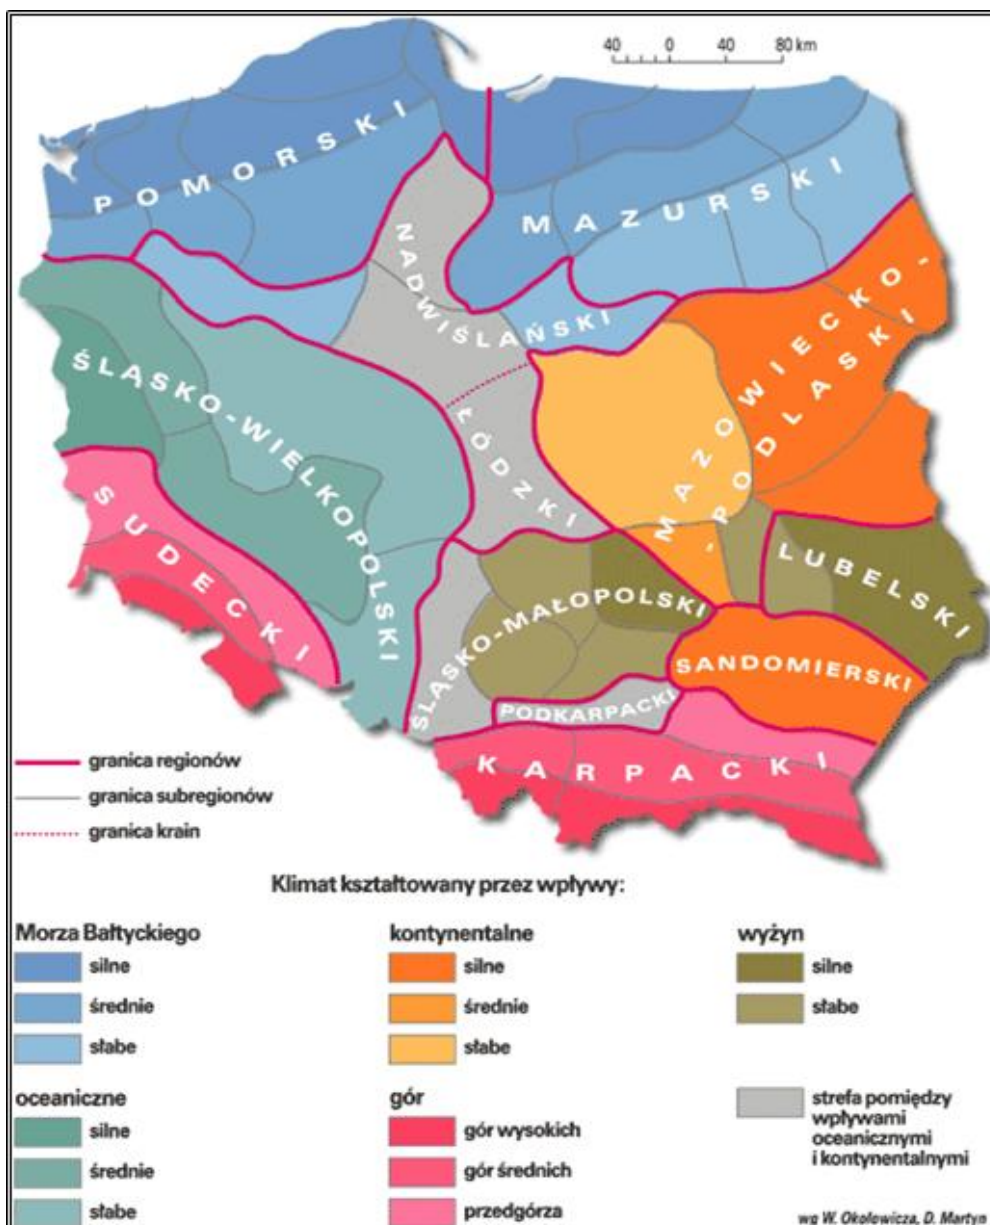 40 0 40 80 km
POMORSKI
MAZURSKI
NADWIŚLAŃSKI
MAZOWIECKO-
-PODLASKI
ŚLĄSKO-WIELKOPOLSKI
ŁÓDZKI
SUDECKI
LUBELSKI
ŚLĄSKO-MAŁOPOLSKI
SANDOMIERSKI
PODKARPACKI
KARPACKI
granica regionów
granica subregionów
granica krain
Klimat kształtowany przez wpływy:
Morza Bałtyckiego
silne
średnie
słabe
kontynentalne
silne
średnie
słabe
wyżyn
silne
słabe
oceaniczne
silne
średnie
słabe
gór
gór wysokich
gór średnich
przedgórza
strefa pomiędzy
wpływami
oceanicznymi
i kontynentalnymi
wg W. Okołowicza, D. Martyn